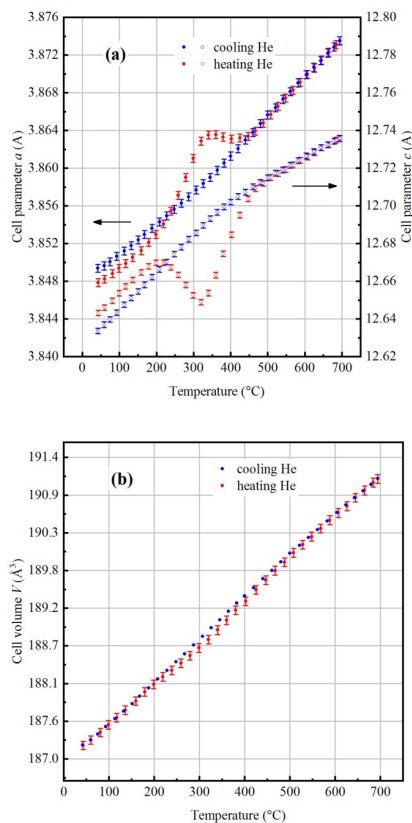 3.876
3.872
3.868
3.864
3.860
3.856
3.852
3.848
3.844
3.840
Cell parameter a (Å)
(a)
cooling He
heating He
12.80
12.78
12.76
12.74
12.72
12.70
12.68
12.66
12.64
12.62
Cell parameter c (Å)
0 100 200 300 400 500 600 700 800
Temperature (°C)
191.4
190.9
190.3
189.8
189.2
188.7
188.1
187.6
187.0
Cell volume V (Å³)
(b)
cooling He
heating He
0 100 200 300 400 500 600 700 800
Temperature (°C)